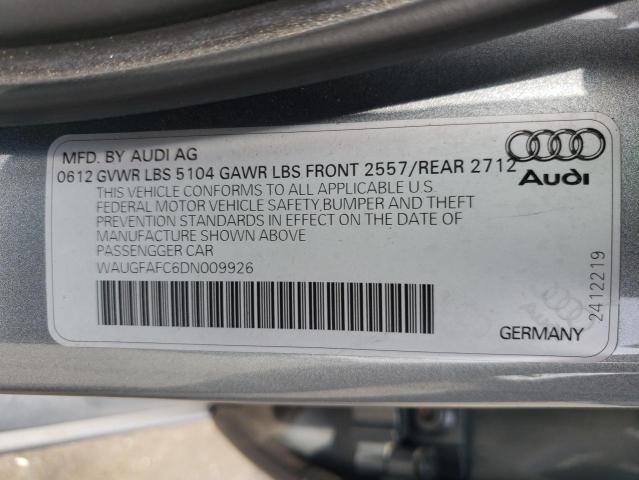 MFD. BY AUDI AG
0612 GVWR LBS 5104 GAWR LBS FRONT 2557/REAR 2712
THIS VEHICLE CONFORMS TO ALL APPLICABLE U.S.
FEDERAL MOTOR VEHICLE SAFETY,BUMPER AND THEFT
PREVENTION STANDARDS IN EFFECT ON THE DATE OF
MANUFACTURE SHOWN ABOVE
PASSENGGER CAR
WAUGFAFC6DN009926
Audi
2412219
Audi
GERMANY